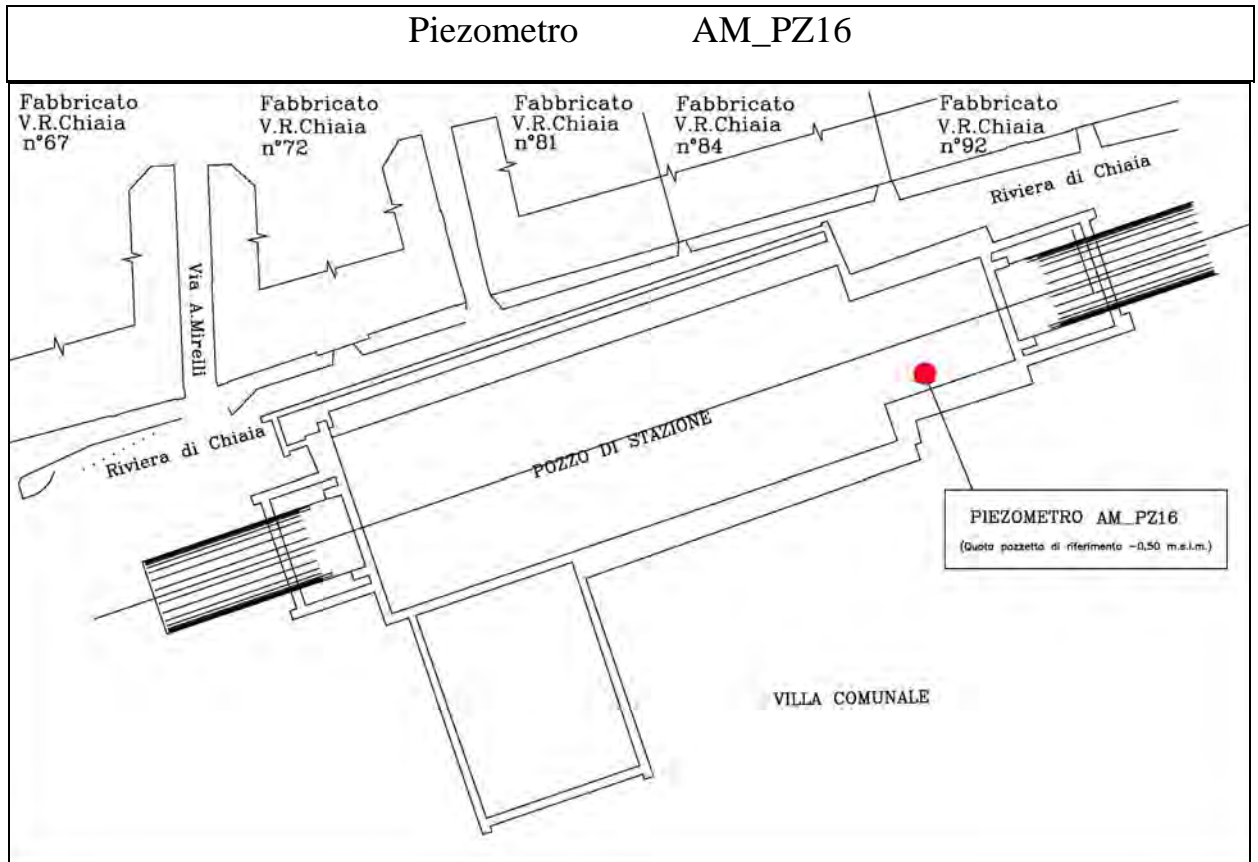 Piezometro AM_PZ16
Fabbricato
V.R.Chiaia
n°67
Fabbricato
V.R.Chiaia
n°72
Fabbricato
V.R.Chiaia
n°81
Fabbricato
V.R.Chiaia
n°84
Fabbricato
V.R.Chiaia
n°92
Riviera di Chiaia
Via A.Mirelli
Riviera di Chiaia
POZZO DI STAZIONE
PIEZOMETRO AM_PZ16
(Quota pozzetto di riferimento -0,50 m.s.l.m.)
VILLA COMUNALE